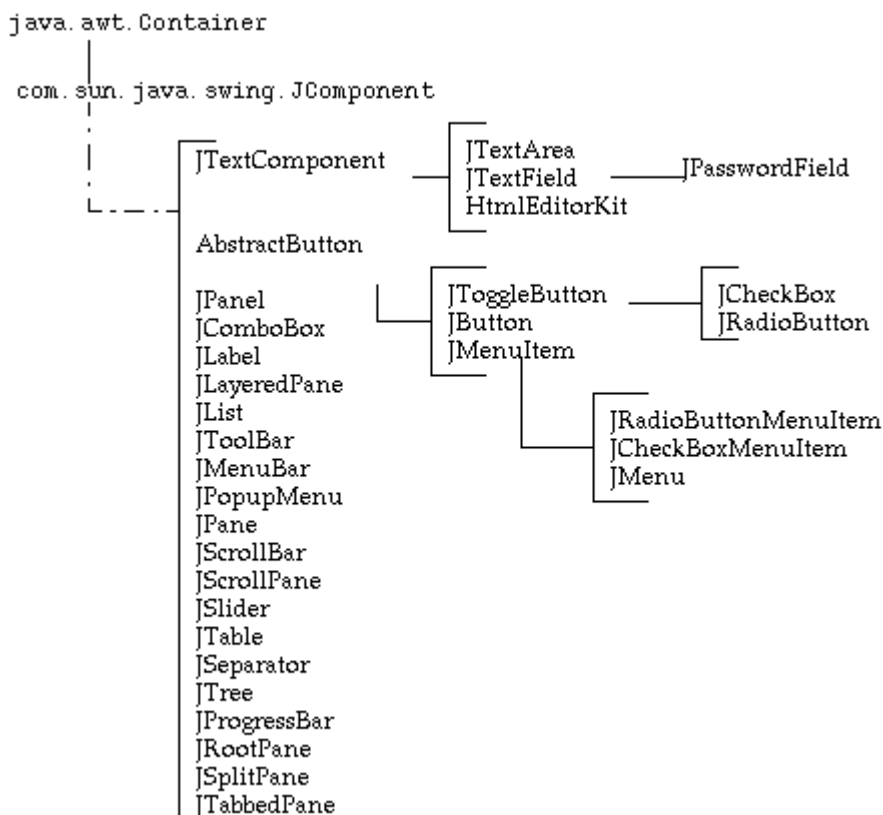 java.awt.Container
com.sun.java.swing.JComponent
JTextComponent
JTextArea
JTextField
HtmlEditorKit
JPasswordField
AbstractButton
JToggleButton
JButton
JMenuItem
JCheckBox
JRadioButton
JRadioButtonMenuItem
JCheckBoxMenuItem
JMenu
JPanel
JComboBox
JLabel
JLayeredPane
JList
JToolBar
JMenuBar
JPopupMenu
JPane
JScrollBar
JScrollPane
JSlider
JTable
JSeparator
JTree
JProgressBar
JRootPane
JSplitPane
JTabbedPane